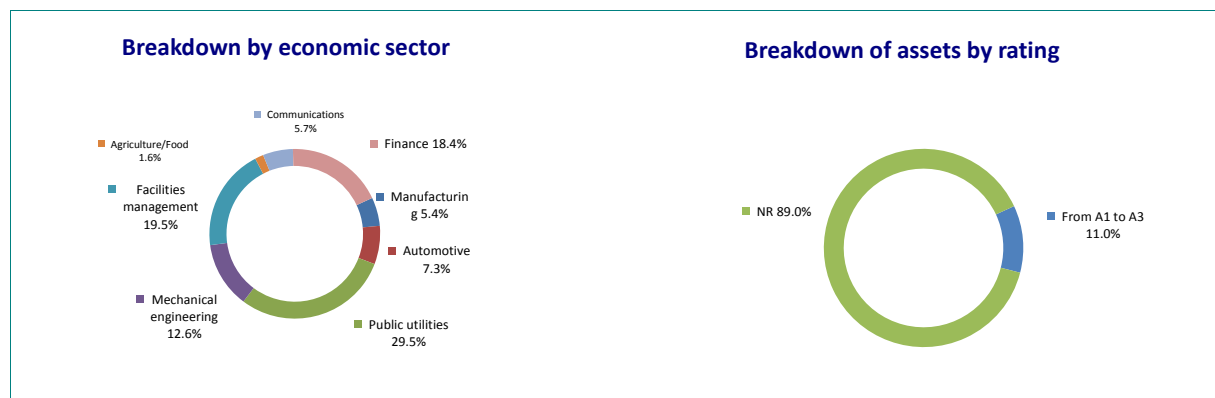 Breakdown by economic sector
Communications
5.7%
Finance 18.4%
Agriculture/Food
1.6%
Facilities
management
19.5%
Manufacturin
g 5.4%
Automotive
7.3%
Mechanical
engineering
12.6%
Public utilities
29.5%
Breakdown of assets by rating
NR 89.0%
From A1 to A3
11.0%